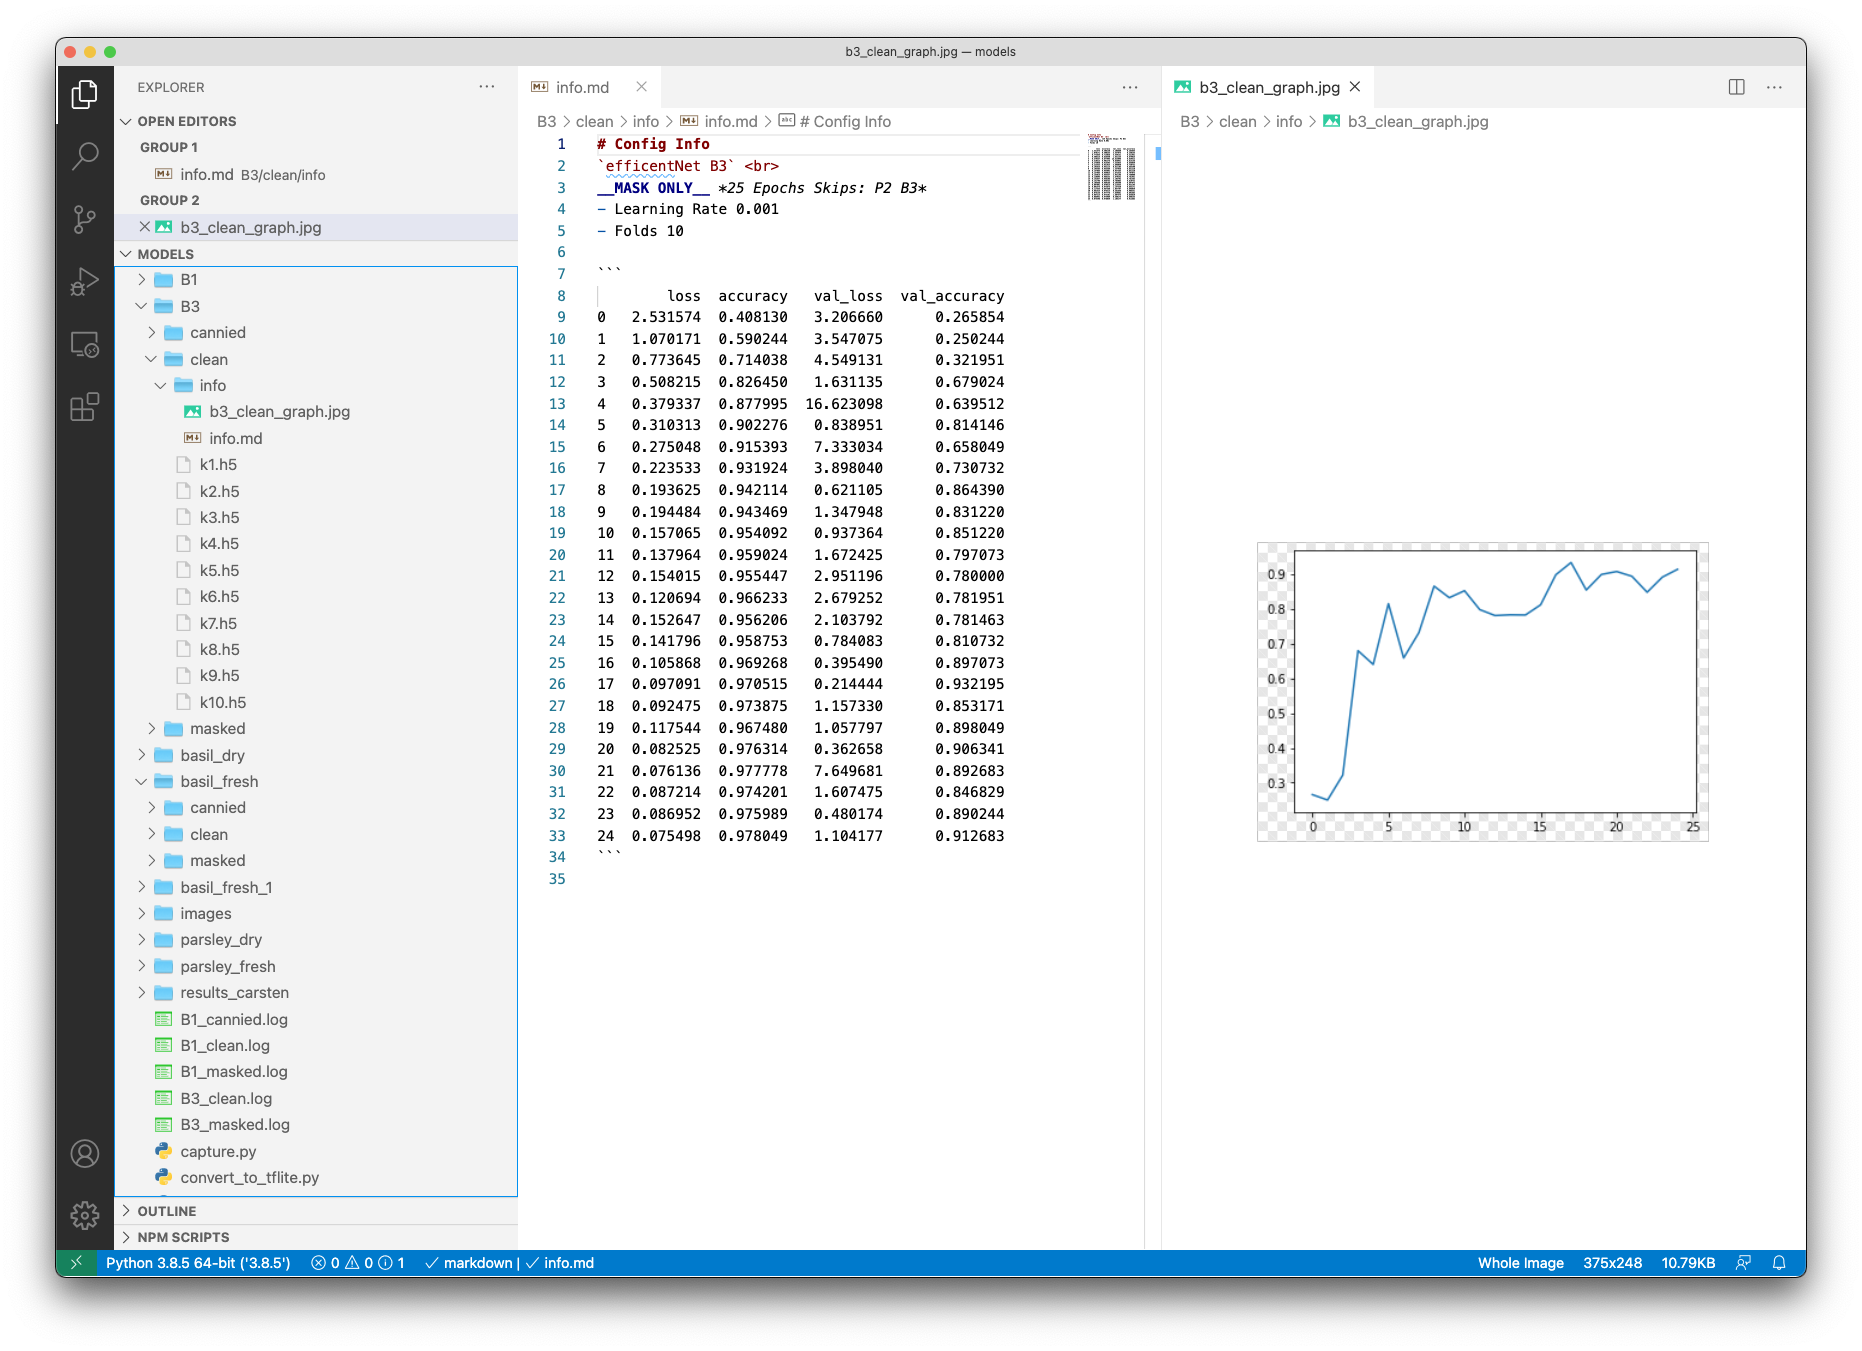 b3_clean_graph.jpg — models
EXPLORER
OPEN EDITORS
GROUP 1
info.md B3/clean/info
GROUP 2
b3_clean_graph.jpg
MODELS
B1
B3
cannied
clean
info
b3_clean_graph.jpg
info.md
k1.h5
k2.h5
k3.h5
k4.h5
k5.h5
k6.h5
k7.h5
k8.h5
k9.h5
k10.h5
masked
basil_dry
basil_fresh
cannied
clean
masked
basil_fresh_1
images
parsley_dry
parsley_fresh
results_carsten
B1_cannied.log
B1_clean.log
B1_masked.log
B3_clean.log
B3_masked.log
capture.py
convert_to_tflite.py
OUTLINE
NPM SCRIPTS
info.md
B3 > clean > info > info.md > # Config Info
1 # Config Info
2 `efficentNet B3` <br>
3 __MASK ONLY__ *25 Epochs Skips: P2 B3*
4 - Learning Rate 0.001
5 - Folds 10
6
7 ```
8 loss accuracy val_loss val_accuracy
9 0 2.531574 0.408130 3.206660 0.265854
10 1 1.070171 0.590244 3.547075 0.250244
11 2 0.773645 0.714038 4.549131 0.321951
12 3 0.508215 0.826450 1.631135 0.679024
13 4 0.379337 0.877995 16.623098 0.639512
14 5 0.310313 0.902276 0.838951 0.814146
15 6 0.275048 0.915393 7.333034 0.658049
16 7 0.223533 0.931924 3.898040 0.730732
17 8 0.193625 0.942114 0.621105 0.864390
18 9 0.194484 0.943469 1.347948 0.831220
19 10 0.157065 0.954092 0.937364 0.851220
20 11 0.137964 0.959024 1.672425 0.797073
21 12 0.154015 0.955447 2.951196 0.780000
22 13 0.120694 0.966233 2.679252 0.781951
23 14 0.152647 0.956206 2.103792 0.781463
24 15 0.141796 0.958753 0.784083 0.810732
25 16 0.105868 0.969268 0.395490 0.897073
26 17 0.097091 0.970515 0.214444 0.932195
27 18 0.092475 0.973875 1.157330 0.853171
28 19 0.117544 0.967480 1.057797 0.898049
29 20 0.082525 0.976314 0.362658 0.906341
30 21 0.076136 0.977778 7.649681 0.892683
31 22 0.087214 0.974201 1.607475 0.846829
32 23 0.086952 0.975989 0.480174 0.890244
33 24 0.075498 0.978049 1.104177 0.912683
34 ```
35
b3_clean_graph.jpg
B3 > clean > info > b3_clean_graph.jpg
0.9
0.8
0.7
0.6
0.5
0.4
0.3
0 5 10 15 20 25
Python 3.8.5 64-bit ('3.8.5') 0 0 1 markdown | info.md
Whole Image 375x248 10.79KB